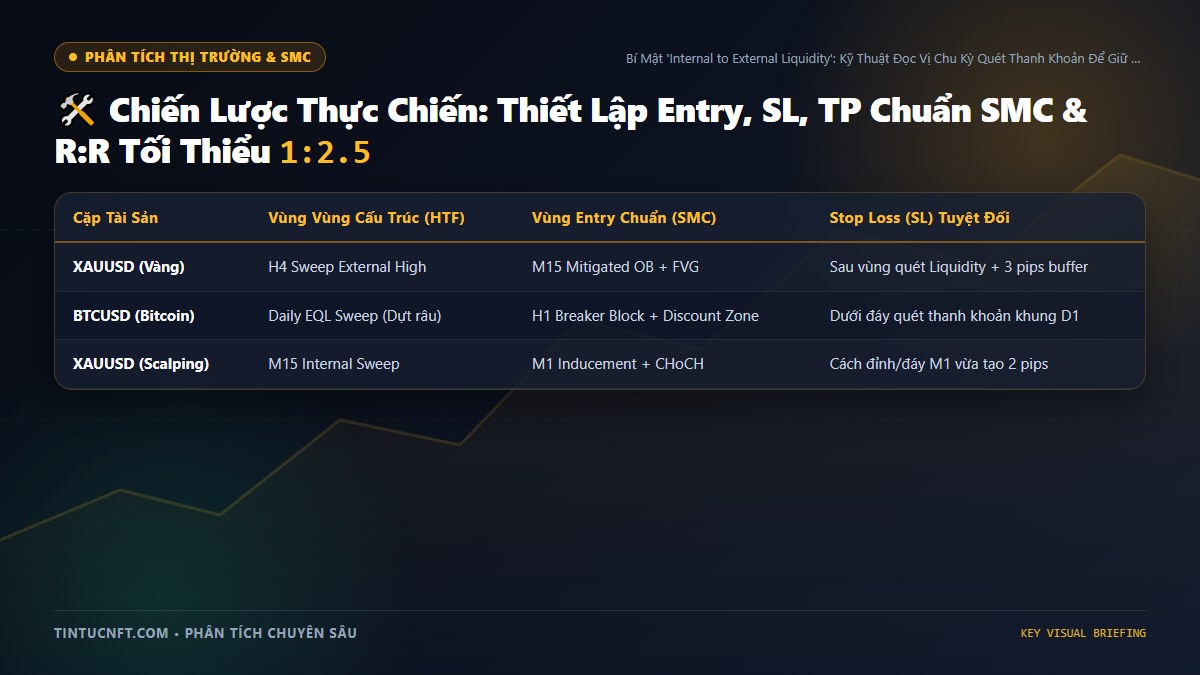 PHÂN TÍCH THỊ TRƯỜNG & SMC
Bí Mật 'Internal to External Liquidity': Kỹ Thuật Đọc Vị Chu Kỳ Quét Thanh Khoản Để Giữ ...
🛠️ Chiến Lược Thực Chiến: Thiết Lập Entry, SL, TP Chuẩn SMC &
R:R Tối Thiểu 1:2.5
Cặp Tài Sản Vùng Vùng Cấu Trúc (HTF) Vùng Entry Chuẩn (SMC) Stop Loss (SL) Tuyệt Đối
XAUUSD (Vàng) H4 Sweep External High M15 Mitigated OB + FVG Sau vùng quét Liquidity + 3 pips buffer
BTCUSD (Bitcoin) Daily EQL Sweep (Dựt râu) H1 Breaker Block + Discount Zone Dưới đáy quét thanh khoản khung D1
XAUUSD (Scalping) M15 Internal Sweep M1 Inducement + CHoCH Cách đỉnh/đáy M1 vừa tạo 2 pips
TINTUCNFT.COM • PHÂN TÍCH CHUYÊN SÂU
KEY VISUAL BRIEFING